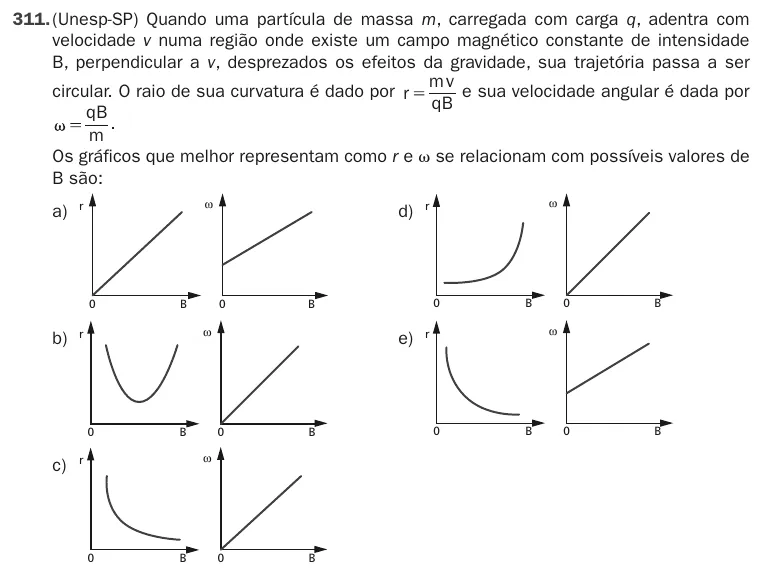 311. (Unesp-SP) Quando uma partícula de massa m, carregada com carga q, adentra com
velocidade v numa região onde existe um campo magnético constante de intensidade
B, perpendicular a v, desprezados os efeitos da gravidade, sua trajetória passa a ser
circular. O raio de sua curvatura é dado por r = mv/qB e sua velocidade angular é dada por
ω = qB/m.
Os gráficos que melhor representam como r e ω se relacionam com possíveis valores de
B são:
a) r 0 B ω 0 B
d) r 0 B ω 0 B
b) r 0 B ω 0 B
e) r 0 B ω 0 B
c) r 0 B ω 0 B